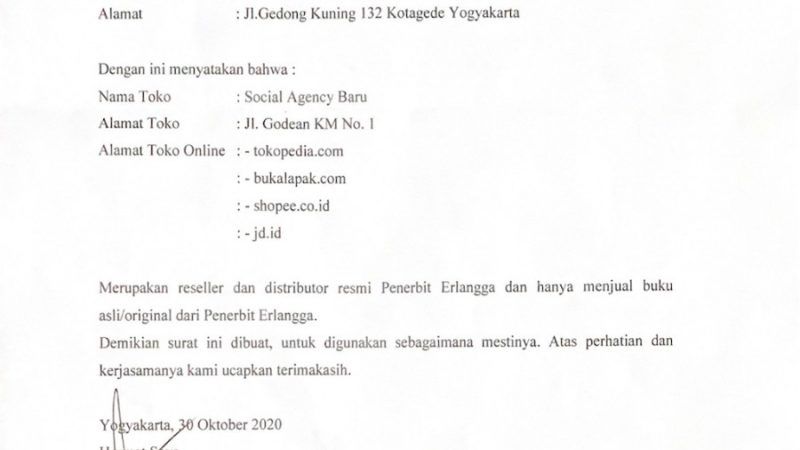 Alamat : Jl.Gedong Kuning 132 Kotagede Yogyakarta
Dengan ini menyatakan bahwa :
Nama Toko : Social Agency Baru
Alamat Toko : Jl. Godean KM No. 1
Alamat Toko Online : - tokopedia.com
: - bukalapak.com
: - shopee.co.id
: - jd.id
Merupakan reseller dan distributor resmi Penerbit Erlangga dan hanya menjual buku
asli/original dari Penerbit Erlangga.
Demikian surat ini dibuat, untuk digunakan sebagaimana mestinya. Atas perhatian dan
kerjasamanya kami ucapkan terimakasih.
Yogyakarta, 30 Oktober 2020